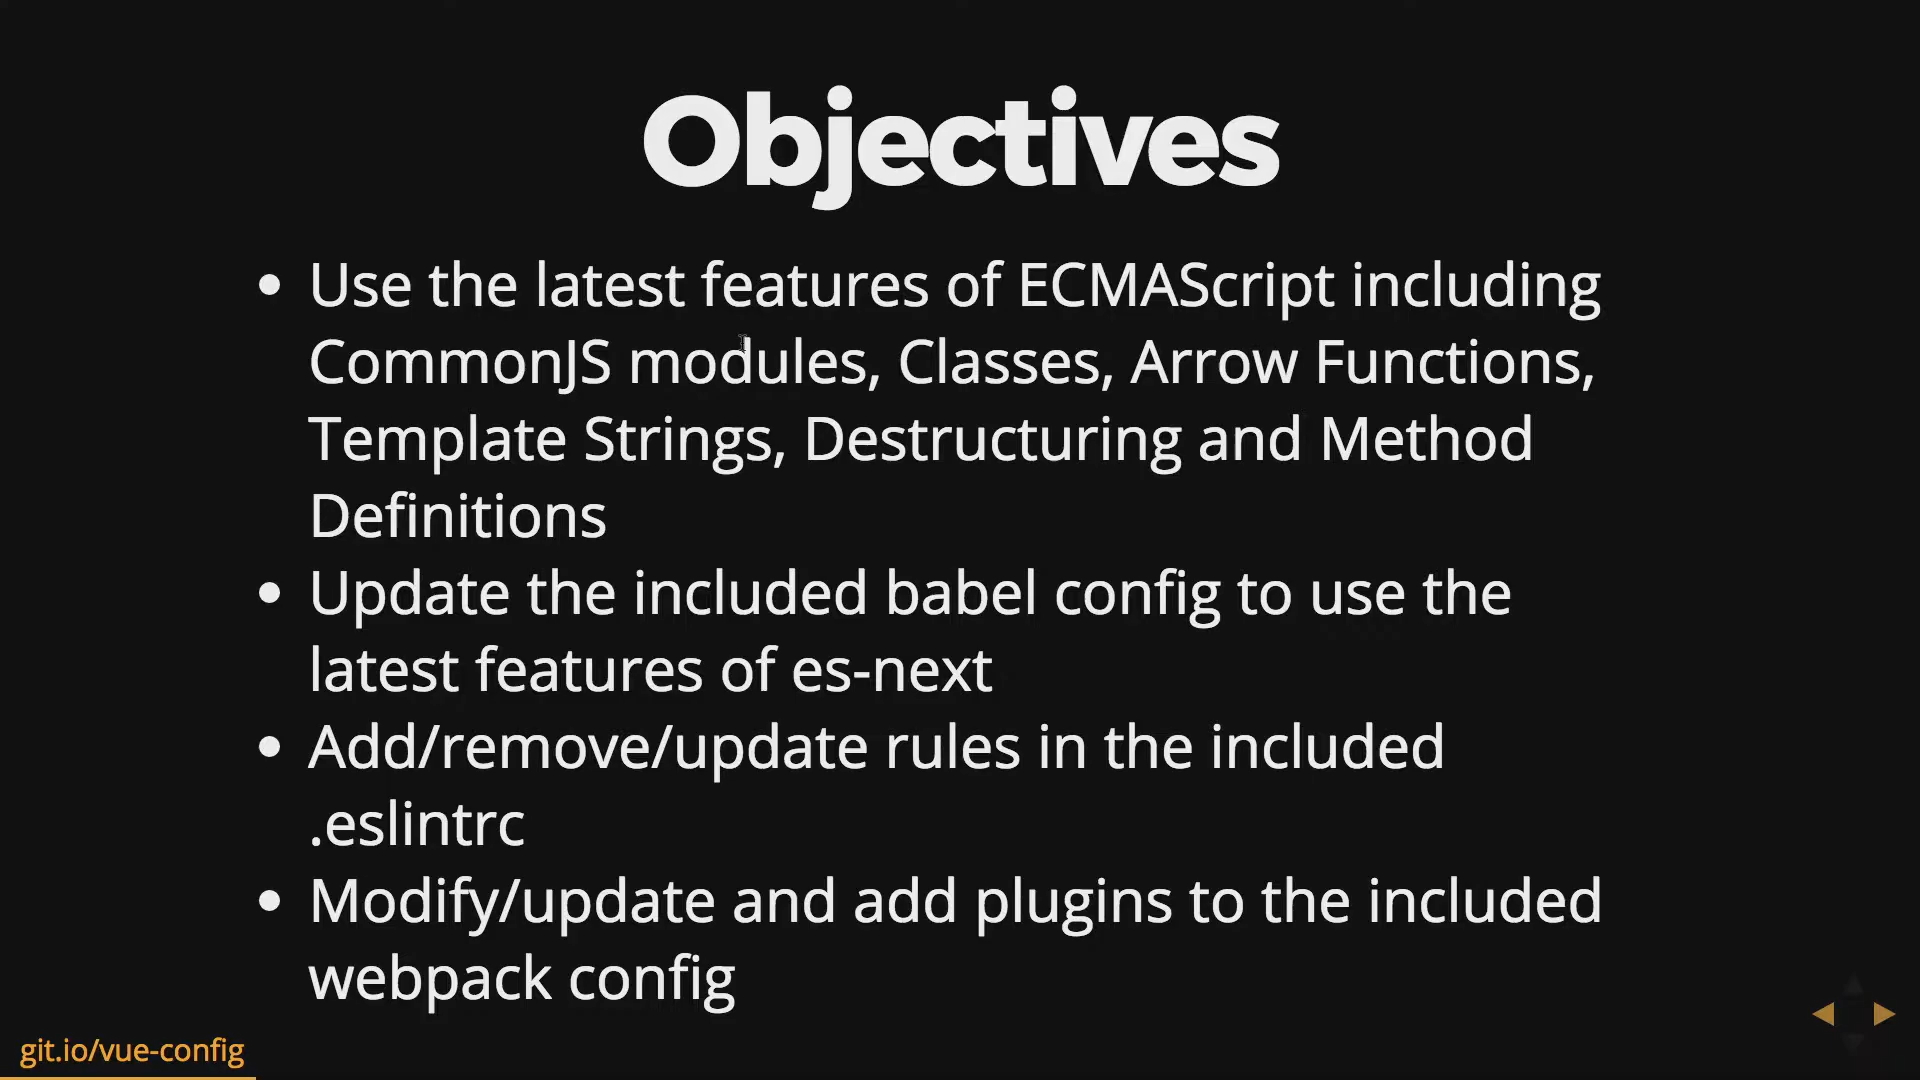 Objectives
• Use the latest features of ECMAScript including
CommonJS modules, Classes, Arrow Functions,
Template Strings, Destructuring and Method
Definitions
• Update the included babel config to use the
latest features of es-next
• Add/remove/update rules in the included
.eslintrc
• Modify/update and add plugins to the included
webpack config
git.io/vue-config